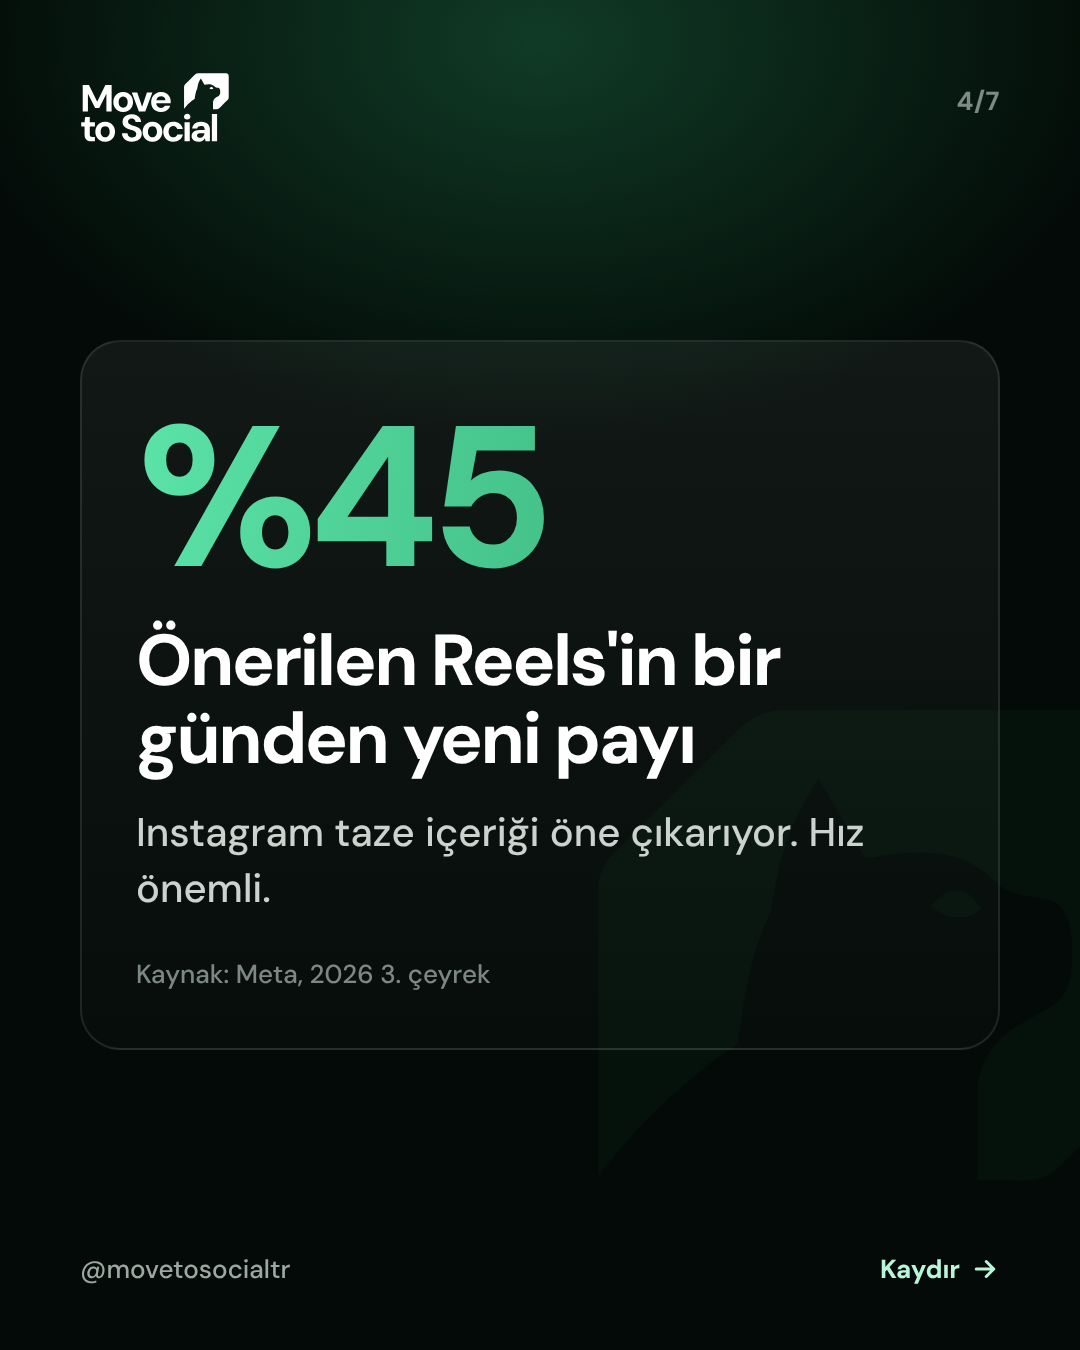 Move
to Social
4/7
%45
Önerilen Reels'in bir
günden yeni payı
Instagram taze içeriği öne çıkarıyor. Hız
önemli.
Kaynak: Meta, 2026 3. çeyrek
@movetosocialtr
Kaydır →